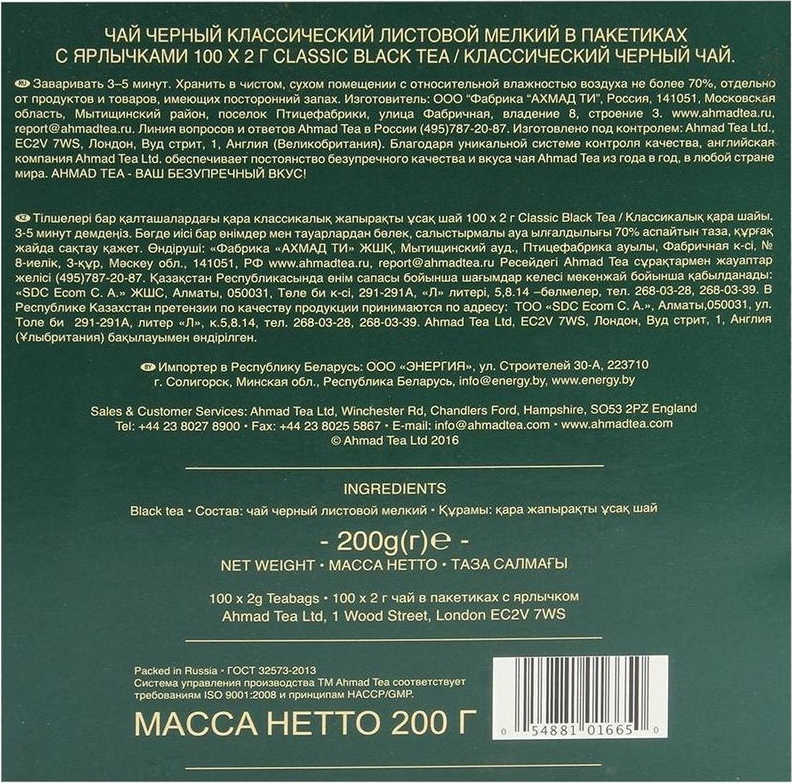 ЧАЙ ЧЕРНЫЙ КЛАССИЧЕСКИЙ ЛИСТОВОЙ МЕЛКИЙ В ПАКЕТИКАХ
С ЯРЛЫЧКАМИ 100 Х 2 Г CLASSIC BLACK TEA / КЛАССИЧЕСКИЙ ЧЕРНЫЙ ЧАЙ.
RU Заваривать 3–5 минут. Хранить в чистом, сухом помещении с относительной влажностью воздуха не более 70%, отдельно
от продуктов и товаров, имеющих посторонний запах. Изготовитель: ООО “Фабрика “АХМАД ТИ”, Россия, 141051, Московская
область, Мытищинский район, поселок Птицефабрики, улица Фабричная, владение 8, строение 3. www.ahmadtea.ru,
report@ahmadtea.ru. Линия вопросов и ответов Ahmad Tea в России (495)787-20-87. Изготовлено под контролем: Ahmad Tea Ltd.,
EC2V 7WS, Лондон, Вуд стрит, 1, Англия (Великобритания). Благодаря уникальной системе контроля качества, английская
компания Ahmad Tea Ltd. обеспечивает постоянство безупречного качества и вкуса чая Ahmad Tea из года в год, в любой стране
мира. AHMAD TEA - ВАШ БЕЗУПРЕЧНЫЙ ВКУС!
KZ Тілшелері бар қалташалардағы қара классикалық жапырақты ұсақ шай 100 х 2 г Classic Black Tea / Классикалық қара шайы.
3-5 минут демдеңіз. Бөгде иісі бар өнімдер мен тауарлардан бөлек, салыстырмалы ауа ылғалдылығы 70% аспайтын таза, құрғақ
жайда сақтау қажет. Өндіруші: «Фабрика «АХМАД ТИ» ЖШҚ, Мытищинский ауд., Птицефабрика ауылы, Фабричная к-сі, №
8-иелік, 3-құр, Мәскеу обл., 141051, РФ www.ahmadtea.ru, report@ahmadtea.ru Ресейдегі Ahmad Tea сұрақтармен жауаптар
желісі (495)787-20-87. Қазақстан Республикасында өнім сапасы бойынша шағымдар келесі мекенжай бойынша қабылданады:
«SDC Ecom C. A.» ЖШС, Алматы, 050031, Төле би к-сі, 291-291А, «Л» литері, 5,8.14 –бөлмелер, тел. 268-03-28, 268-03-39. В
Республике Казахстан претензии по качеству продукции принимаются по адресу: ТОО «SDC Ecom C. A.», Алматы,050031, ул.
Толе би 291-291А, литер «Л», к.5,8.14, тел. 268-03-28, 268-03-39. Ahmad Tea Ltd, EC2V 7WS, Лондон, Вуд стрит, 1, Англия
(Ұлыбритания) бақылауымен өндірілген.
BY Импортер в Республику Беларусь: ООО «ЭНЕРГИЯ», ул. Строителей 30-А, 223710
г. Солигорск, Минская обл., Республика Беларусь, info@energy.by, www.energy.by
Sales & Customer Services: Ahmad Tea Ltd, Winchester Rd, Chandlers Ford, Hampshire, SO53 2PZ England
Tel: +44 23 8027 8900 • Fax: +44 23 8025 5867 • E-mail: info@ahmadtea.com • www.ahmadtea.com
© Ahmad Tea Ltd 2016
INGREDIENTS
Black tea • Состав: чай черный листовой мелкий • Құрамы: қара жапырақты ұсақ шай
- 200g(г)℮ -
NET WEIGHT • МАССА НЕТТО • ТАЗА САЛМАҒЫ
100 x 2g Teabags • 100 х 2 г чай в пакетиках с ярлычком
Ahmad Tea Ltd, 1 Wood Street, London EC2V 7WS
Packed in Russia • ГОСТ 32573-2013
Система управления производства ТМ Ahmad Tea соответствует
требованиям ISO 9001:2008 и принципам HACCP/GMP.
МАССА НЕТТО 200 Г
0 54881 01665 0